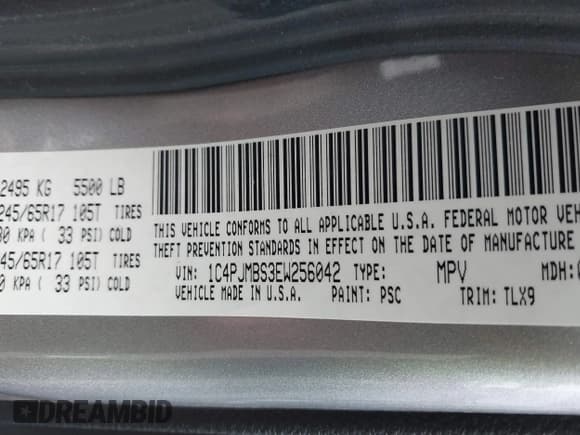 2495 KG 5500 LB
245/65R17 105T TIRES
KPA ( 33 PSI) COLD
45/65R17 105T TIRES
KPA ( 33 PSI) COLD
THIS VEHICLE CONFORMS TO ALL APPLICABLE U.S.A. FEDERAL MOTOR VEH
THEFT PREVENTION STANDARDS IN EFFECT ON THE DATE OF MANUFACTURE
VIN: 1C4PJMBS3EW256042 TYPE: MPV MDH:
VEHICLE MADE IN U.S.A. PAINT: PSC TRIM: TLX9
DREAMBID